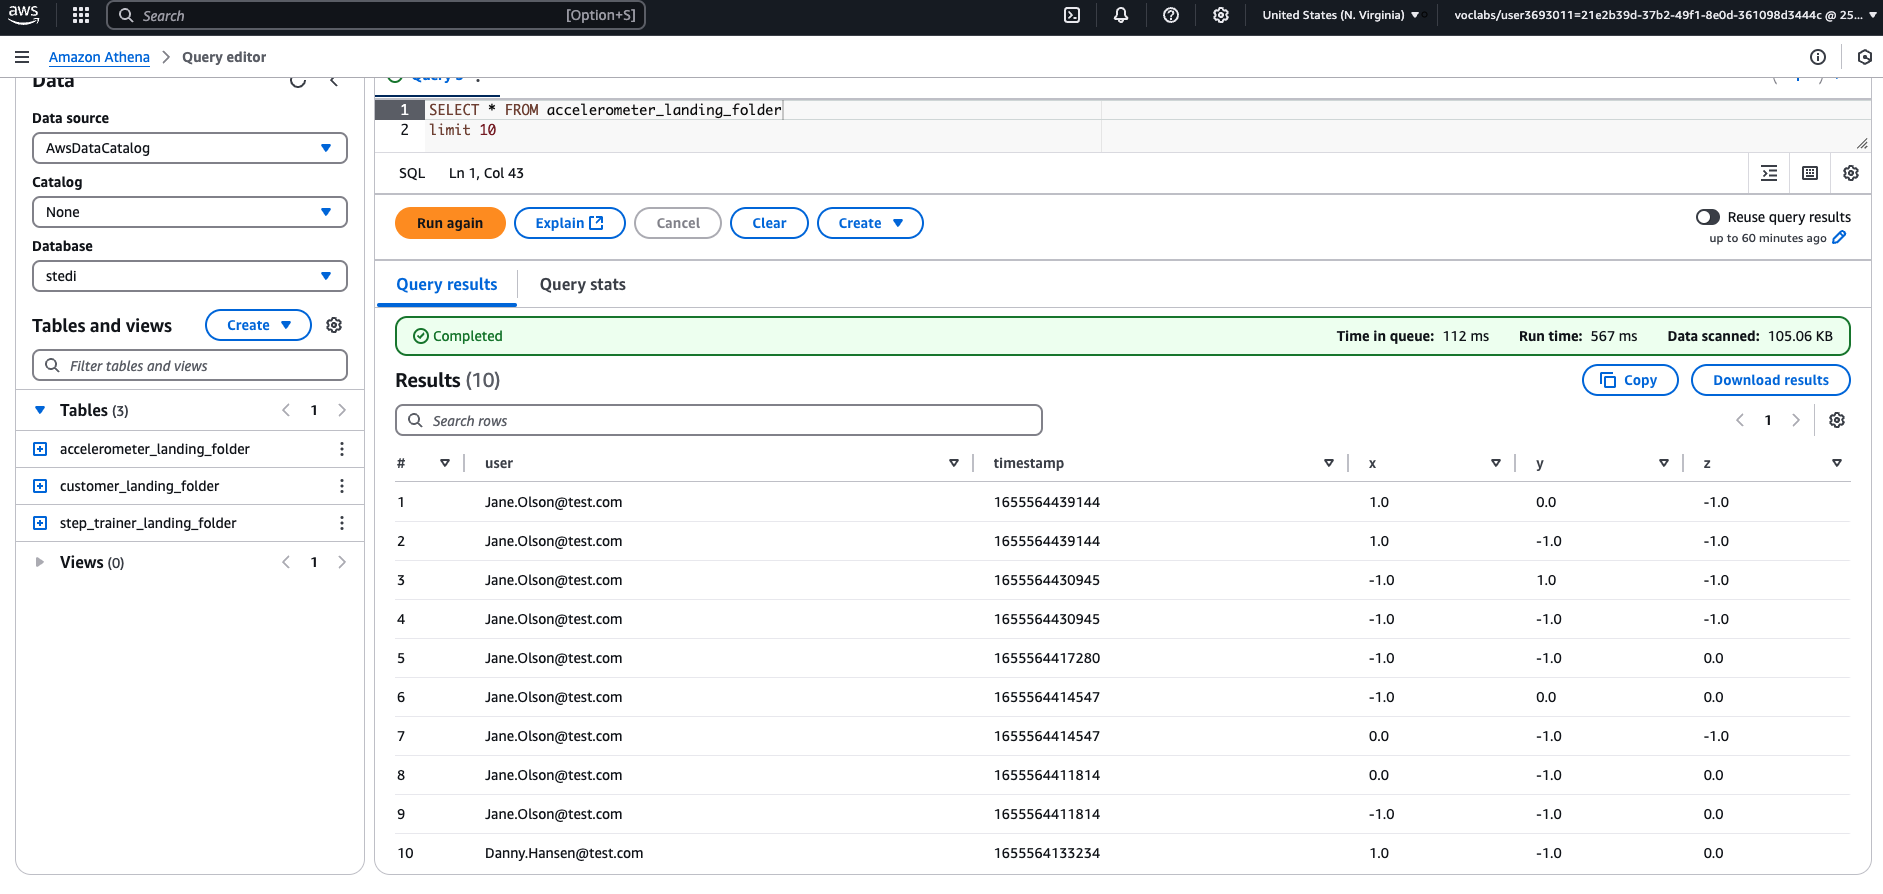 aws
Search [Option+S]
United States (N. Virginia)
voclabs/user3693011=21e2b39d-37b2-49f1-8e0d-361098d3444c @ 25...
Amazon Athena
Query editor
Data
Data source
AwsDataCatalog
Catalog
None
Database
stedi
Tables and views
Create
Filter tables and views
Tables (3)
1
accelerometer_landing_folder
customer_landing_folder
step_trainer_landing_folder
Views (0)
1
1 SELECT * FROM accelerometer_landing_folder
2 limit 10
SQL Ln 1, Col 43
Run again
Explain
Cancel
Clear
Create
Reuse query results
up to 60 minutes ago
Query results
Query stats
Completed
Time in queue: 112 ms Run time: 567 ms Data scanned: 105.06 KB
Results (10)
Copy
Download results
Search rows
1
# user timestamp x y z
1 Jane.Olson@test.com 1655564439144 1.0 0.0 -1.0
2 Jane.Olson@test.com 1655564439144 1.0 -1.0 -1.0
3 Jane.Olson@test.com 1655564430945 -1.0 1.0 -1.0
4 Jane.Olson@test.com 1655564430945 -1.0 -1.0 -1.0
5 Jane.Olson@test.com 1655564417280 -1.0 -1.0 0.0
6 Jane.Olson@test.com 1655564414547 -1.0 0.0 0.0
7 Jane.Olson@test.com 1655564414547 0.0 -1.0 -1.0
8 Jane.Olson@test.com 1655564411814 0.0 -1.0 0.0
9 Jane.Olson@test.com 1655564411814 -1.0 -1.0 0.0
10 Danny.Hansen@test.com 1655564133234 1.0 -1.0 0.0